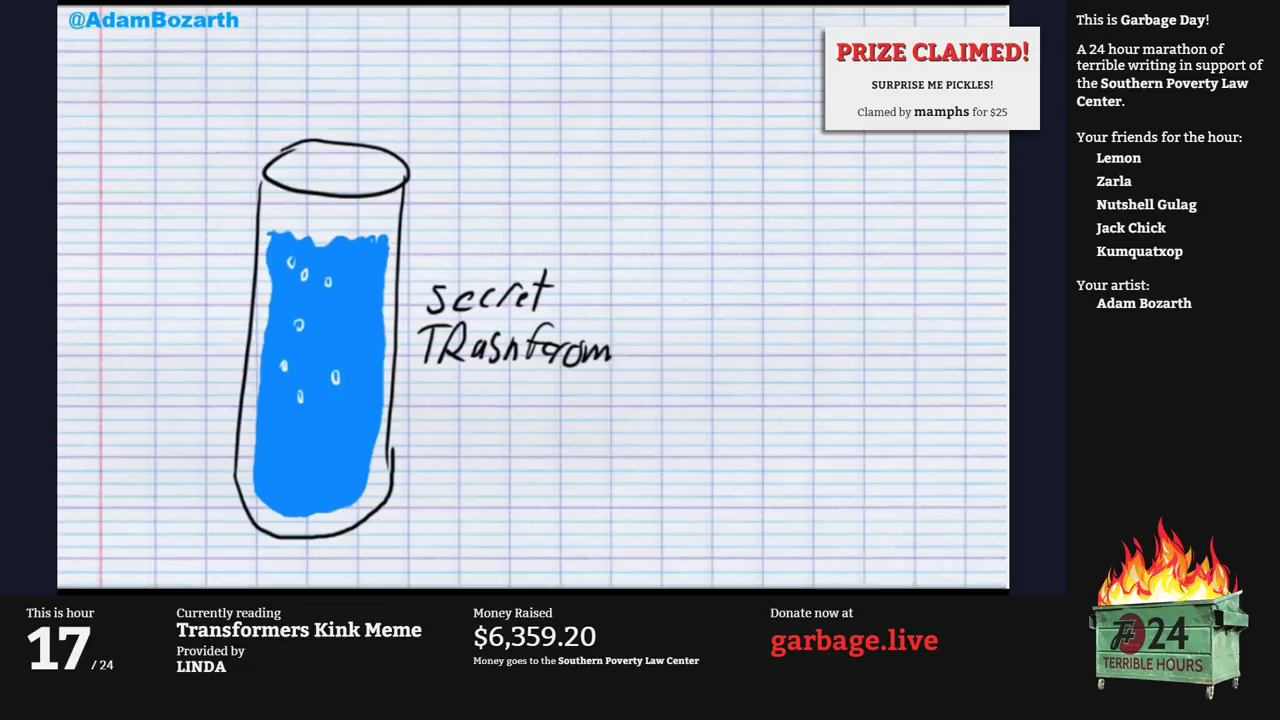 @AdamBozarth
PRIZE CLAIMED!
SURPRISE ME PICKLES!
Clamed by mamphs for $25
secret
TRasnforom
This is Garbage Day!
A 24 hour marathon of
terrible writing in support of
the Southern Poverty Law
Center.
Your friends for the hour:
Lemon
Zarla
Nutshell Gulag
Jack Chick
Kumquatxop
Your artist:
Adam Bozarth
24
TERRIBLE HOURS
This is hour
17 / 24
Currently reading
Transformers Kink Meme
Provided by
LINDA
Money Raised
$6,359.20
Money goes to the Southern Poverty Law Center
Donate now at
garbage.live